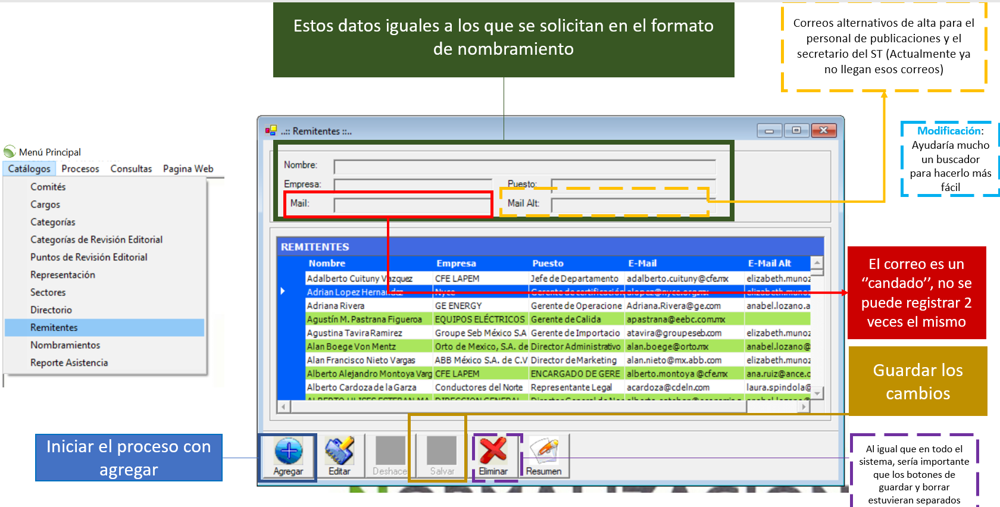 Estos datos iguales a los que se solicitan en el formato
de nombramiento
Correos alternativos de alta para el
personal de publicaciones y el
secretario del ST (Actualmente ya
no llegan esos correos)
Modificación:
Ayudaría mucho
un buscador
para hacerlo más
fácil
Menú Principal
Catálogos Procesos Consultas Pagina Web
Comités
Cargos
Categorías
Categorías de Revisión Editorial
Puntos de Revisión Editorial
Representación
Sectores
Directorio
Remitentes
Nombramientos
Reporte Asistencia
..:: Remitentes ::..
Nombre:
Empresa: Puesto:
Mail: Mail Alt:
REMITENTES
Nombre Empresa Puesto E-Mail E-Mail Alt
Adalberto Cuituny Vazquez CFE LAPEM Jefe de Departamento adalberto.cuituny@cfe.mx elizabeth.munoz
Adrian Lopez Hernandez Nyce Gerente de certificación alopez@nyce.org.mx elizabeth.munoz
Adriana Rivera GE ENERGY Gerente de Operacione Adriana.Rivera@ge.com anabel.lozano.a
Agustín M. Pastrana Figueroa EQUIPOS ELÉCTRICOS Gerente de Calida apastrana@eebc.com.mx
Agustina Tavira Ramirez Groupe Seb México S.A Gerente de Importacio atavira@groupeseb.com elizabeth.munoz
Alan Boege Von Mentz Orto de Mexico, S.A. de Director Administrativo alan.boege@orto.mx anabel.lozano@
Alan Francisco Nieto Vargas ABB México S.A. de C.V Director de Marketing alan.nieto@mx.abb.com elizabeth.munoz
Alberto Alejandro Montoya Varg CFE LAPEM ENCARGADO DE GERE alberto.montoya @cfe.mx ana.ruiz@ance.c
Alberto Cardoza de la Garza Conductores del Norte Representante Legal acardoza@cdeln.com laura.spindola@
El correo es un
‘’candado’’, no se
puede registrar 2
veces el mismo
Guardar los
cambios
Iniciar el proceso con
agregar
Agregar Editar Deshacer Salvar Eliminar Resumen
Al igual que en todo el
sistema, sería importante
que los botones de
guardar y borrar
estuvieran separados